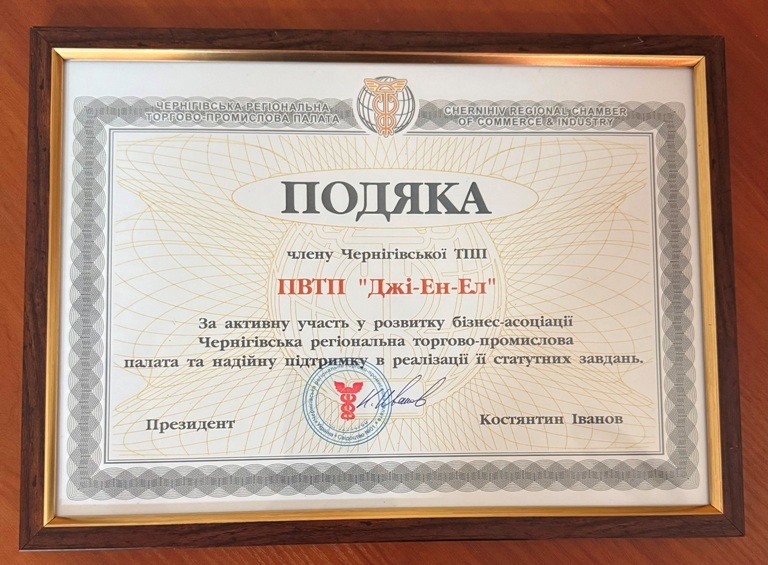 ЧЕРНІГІВСЬКА РЕГІОНАЛЬНА
ТОРГОВО-ПРОМИСЛОВА ПАЛАТА
CHERNIHIV REGIONAL CHAMBER
OF COMMERCE & INDUSTRY
ПОДЯКА
члену Чернігівської ТПП
ПВТП "Джі-Ен-Ел"
За активну участь у розвитку бізнес-асоціації
Чернігівська регіональна торгово-промислова
палата та надійну підтримку в реалізації її статутних завдань.
Президент
Костянтин Іванов